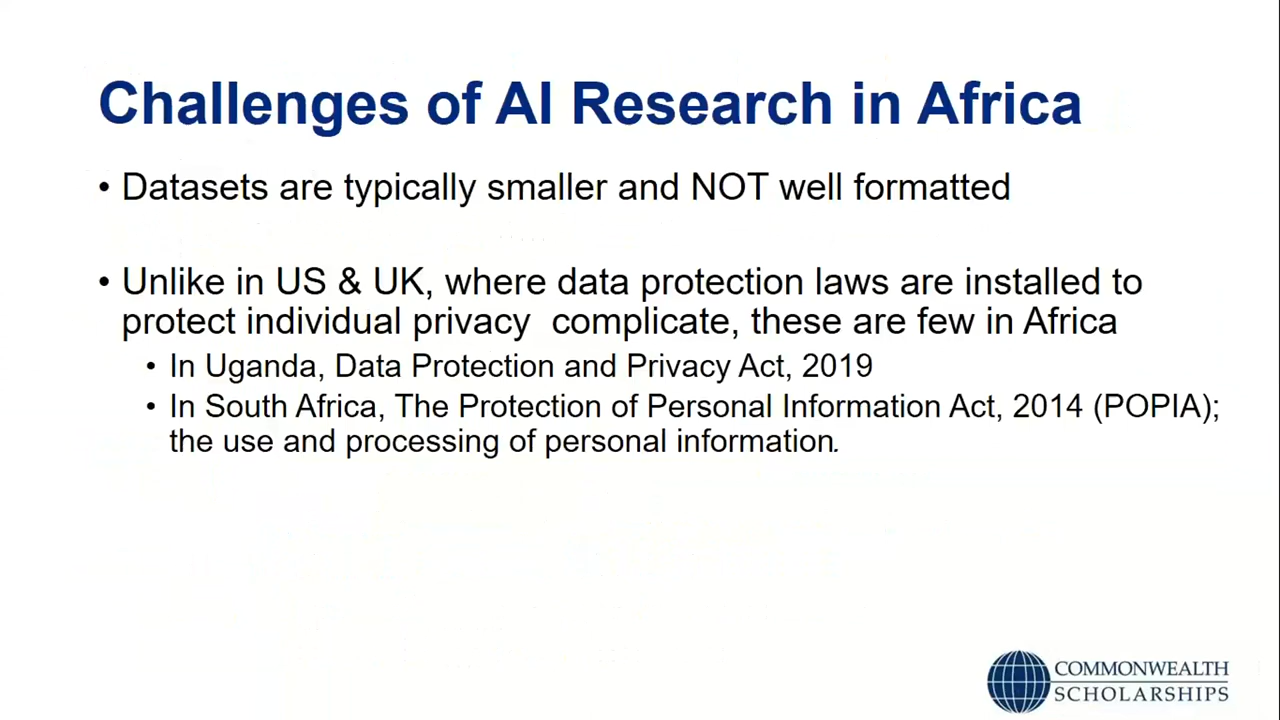 Challenges of AI Research in Africa
• Datasets are typically smaller and NOT well formatted
• Unlike in US & UK, where data protection laws are installed to
protect individual privacy  complicate, these are few in Africa
• In Uganda, Data Protection and Privacy Act, 2019
• In South Africa, The Protection of Personal Information Act, 2014 (POPIA);
the use and processing of personal information.
COMMONWEALTH
SCHOLARSHIPS